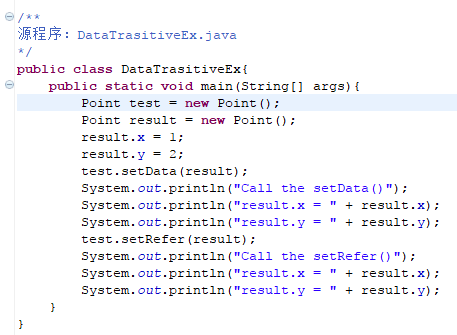 /**
源程序: DataTrasitiveEx.java
*/
public class DataTrasitiveEx{
    public static void main(String[] args){
        Point test = new Point();
        Point result = new Point();
        result.x = 1;
        result.y = 2;
        test.setData(result);
        System.out.println("Call the setData()");
        System.out.println("result.x = " + result.x);
        System.out.println("result.y = " + result.y);
        test.setRefer(result);
        System.out.println("Call the setRefer()");
        System.out.println("result.x = " + result.x);
        System.out.println("result.y = " + result.y);
    }
}